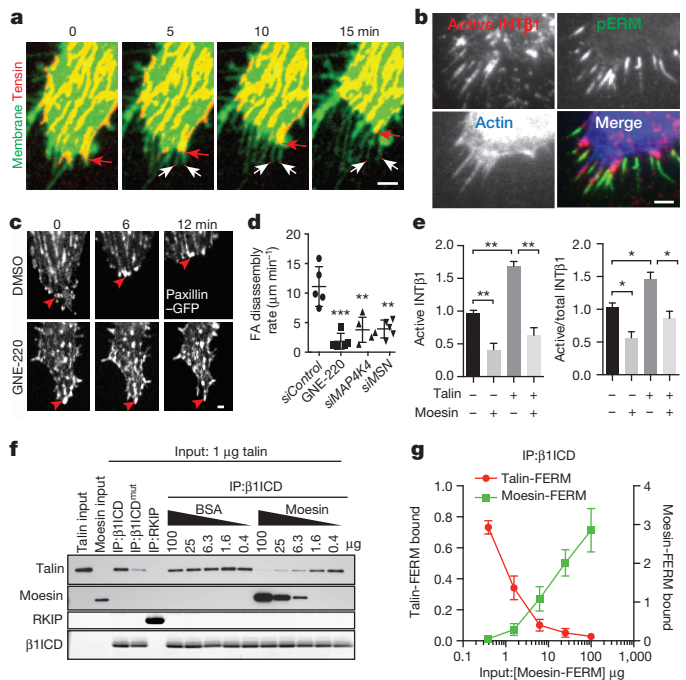 a
0 5 10 15 min
Membrane Tensin
b
Active INTβ1 pERM
Actin Merge
c
0 6 12 min
DMSO
Paxillin
–GFP
GNE-220
d
FA disassembly
rate (μm min⁻¹)
20
15
10
5
0
*** ** **
siControl
GNE-220
siMAP4K4
siMSN
e
Active INTβ1
2.0
1.5
1.0
0.5
0
** ** **
Talin – – + +
Moesin – + – +
Active/total INTβ1
2.0
1.5
1.0
0.5
0
* * *
– – + +
– + – +
f
Input: 1 μg talin
IP:β1ICD
BSA Moesin
Talin input
Moesin input
IP:β1ICD
IP:β1ICDmut
IP:RKIP
100 25 6.3 1.6 0.4 100 25 6.3 1.6 0.4 μg
Talin
Moesin
RKIP
β1ICD
g
IP:β1ICD
Talin-FERM
Moesin-FERM
Talin-FERM bound
1.0
0.8
0.6
0.4
0.2
0.0
Moesin-FERM bound
4
3
2
1
0
0.1 1 10 100 1,000
Input:[Moesin-FERM] μg